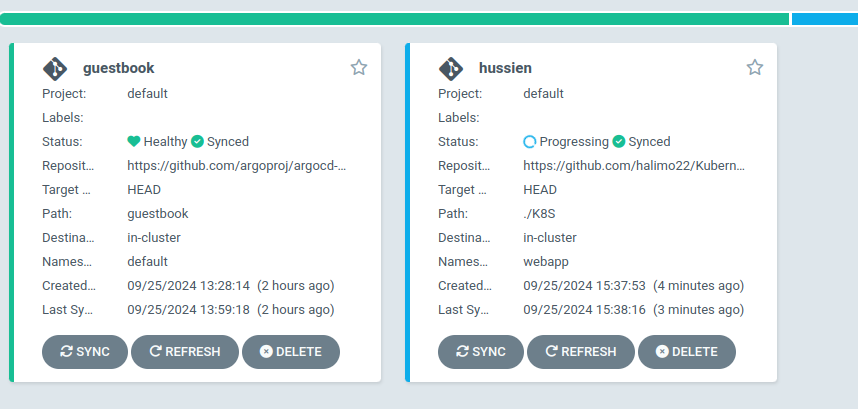 guestbook
Project: default
Labels:
Status: Healthy Synced
Reposit... https://github.com/argoproj/argocd-...
Target ... HEAD
Path: guestbook
Destina... in-cluster
Names... default
Created... 09/25/2024 13:28:14 (2 hours ago)
Last Sy... 09/25/2024 13:59:18 (2 hours ago)
SYNC REFRESH DELETE
hussien
Project: default
Labels:
Status: Progressing Synced
Reposit... https://github.com/halimo22/Kubern...
Target ... HEAD
Path: ./K8S
Destina... in-cluster
Names... webapp
Created... 09/25/2024 15:37:53 (4 minutes ago)
Last Sy... 09/25/2024 15:38:16 (3 minutes ago)
SYNC REFRESH DELETE